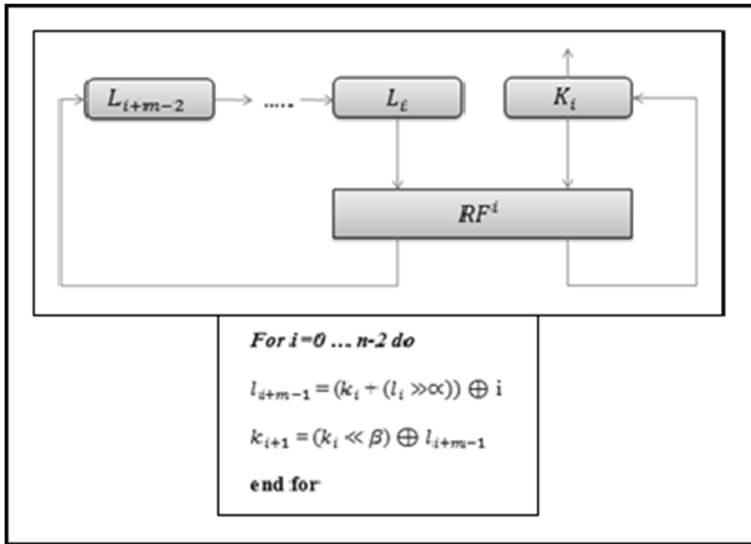 L_{i+m-2} ..... L_i K_i
RF^i
For i=0 ... n-2 do
l_{i+m-1} = (k_i + (l_i ≫∝)) ⊕ i
k_{i+1} = (k_i ≪ β) ⊕ l_{i+m-1}
end for